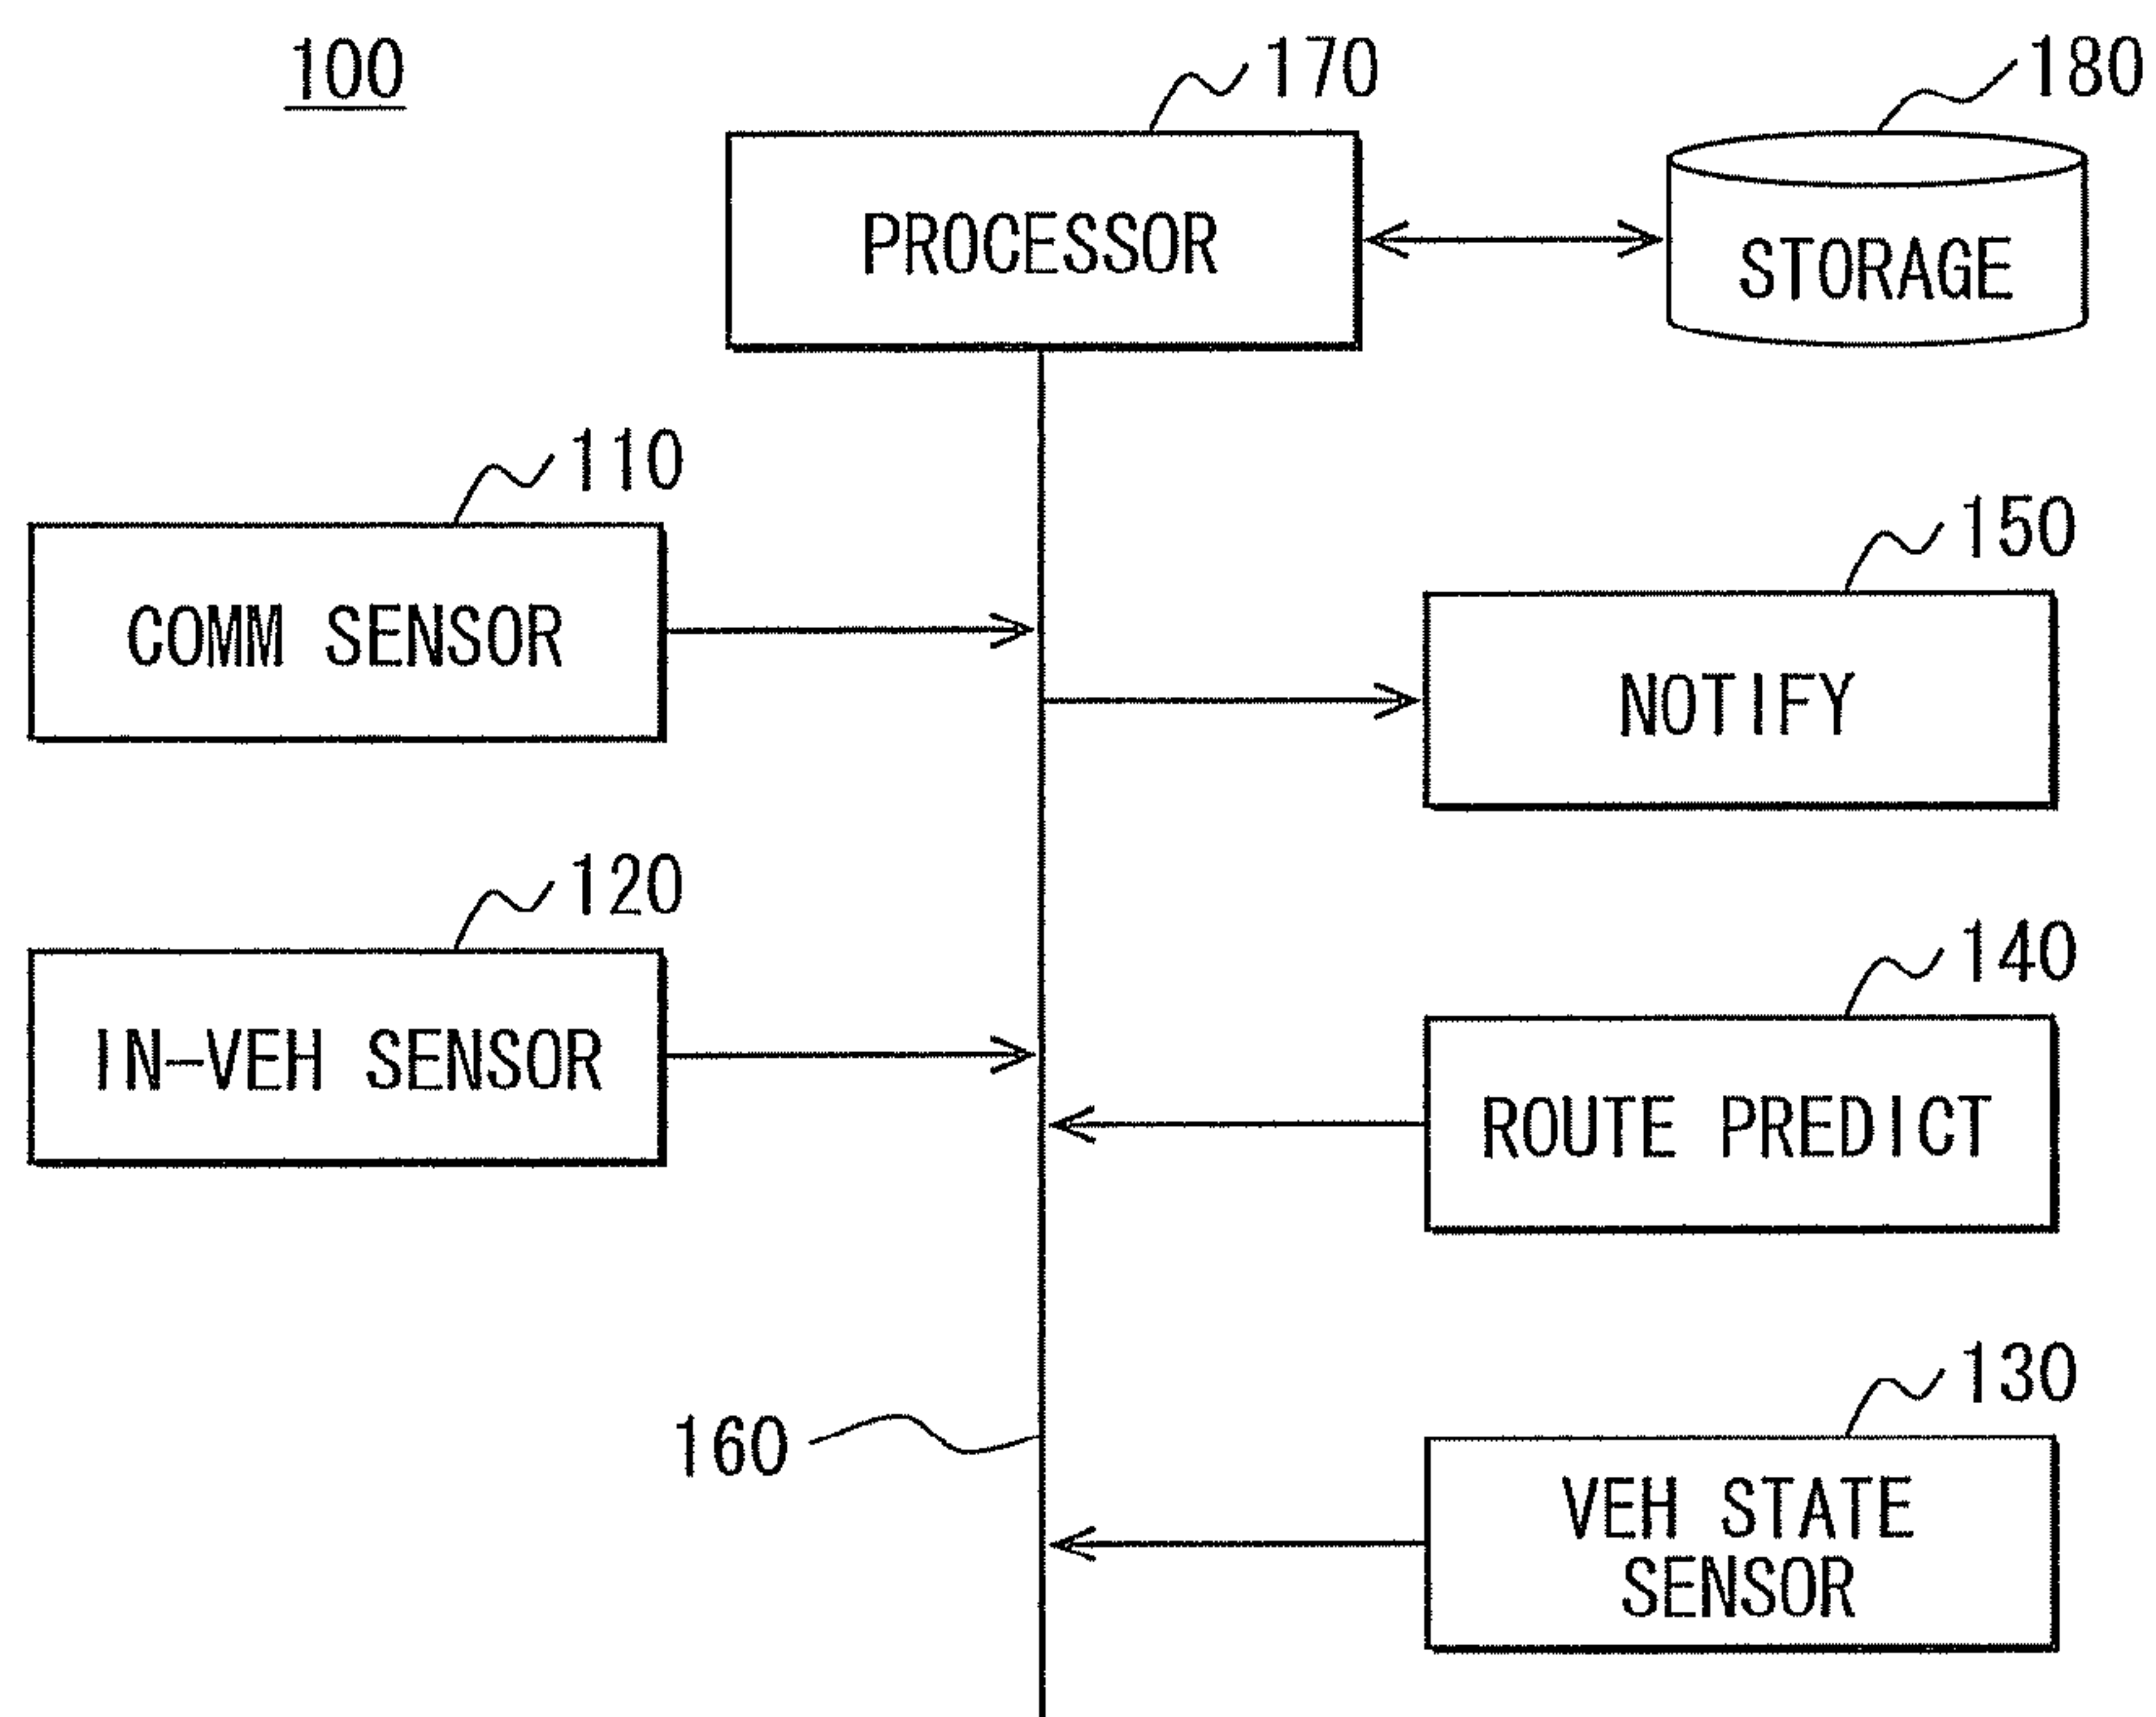 100
170
180
PROCESSOR
STORAGE
110
150
COMM SENSOR
NOTIFY
120
140
IN-VEH SENSOR
ROUTE PREDICT
130
160
VEH STATE
SENSOR